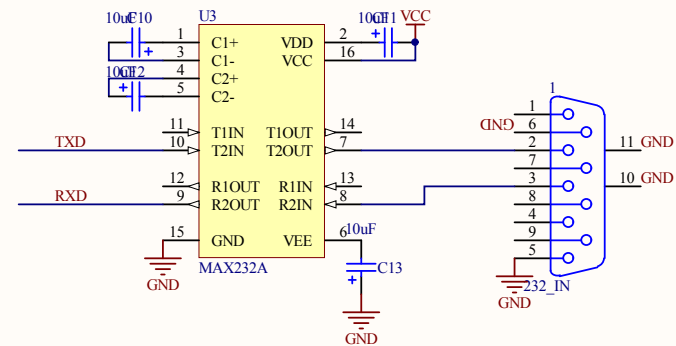 10uF C10
U3
10uF C11
VCC
1 C1+ VDD 2
3 C1- VCC 16
4 C2+
10uF C12
5 C2-
11 T1IN T1OUT 14
TXD 10 T2IN T2OUT 7
12 R1OUT R1IN 13
RXD 9 R2OUT R2IN 8
15 GND VEE 6
10uF
GND
MAX232A
C13
GND
1
1
GND 6
2
7
3
8
4
9
5
11 GND
10 GND
232_IN
GND